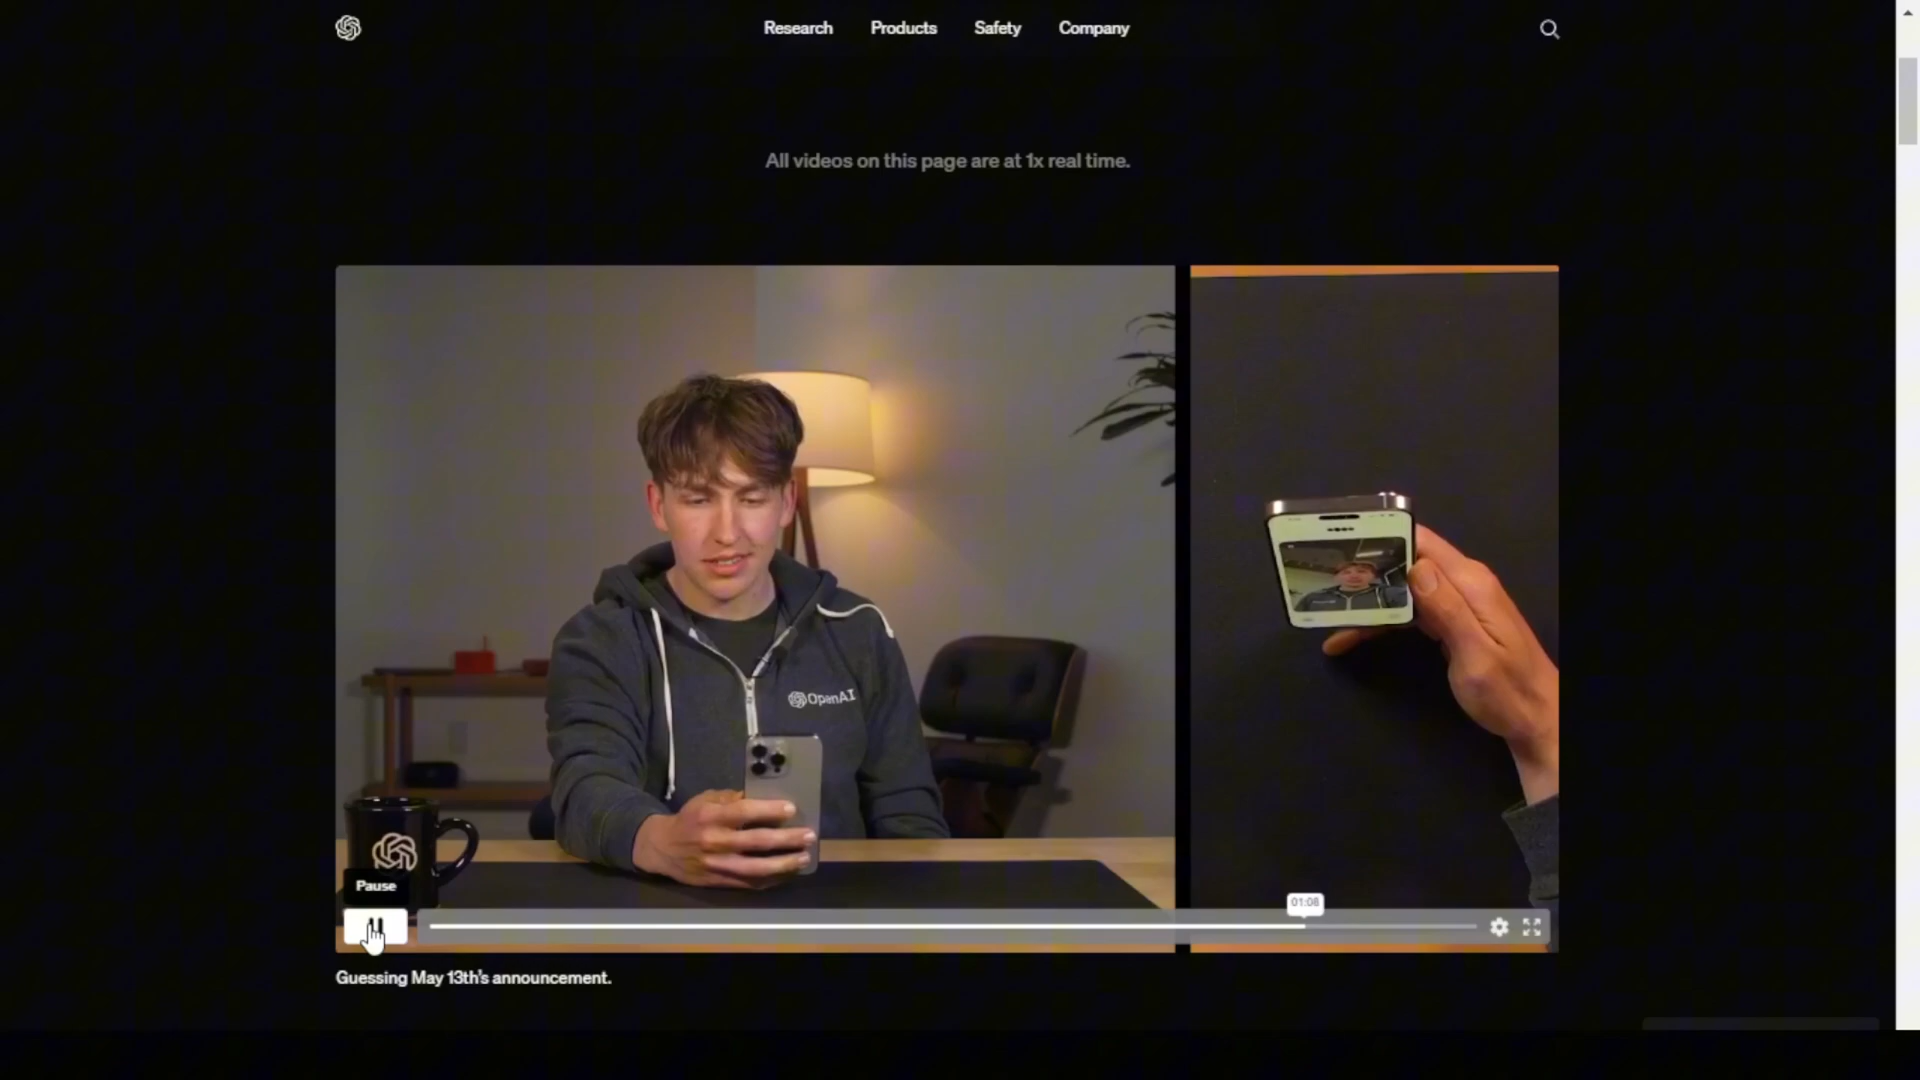 Research
Products
Safety
Company
All videos on this page are at 1x real time.
OpenAI
Pause
01:08
Guessing May 13th's announcement.